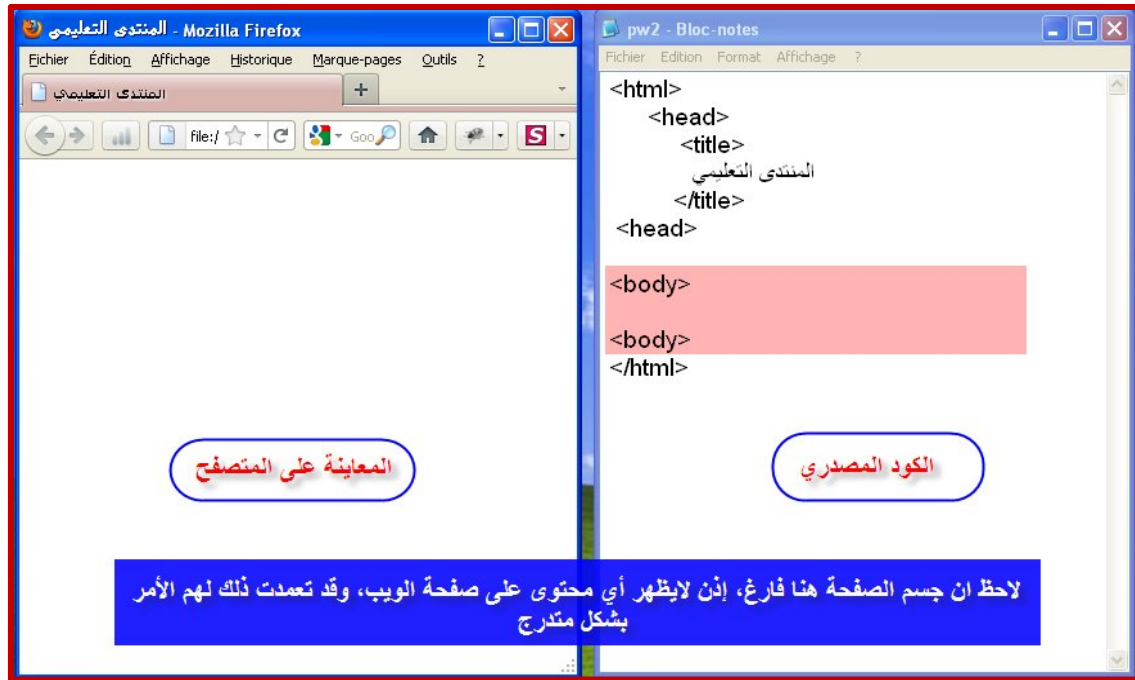 المنتدى التعليمي - Mozilla Firefox
Fichier Édition Affichage Historique Marque-pages Outils ?
المنتدى التعليمي
+
file:/
Goo
S
المعاينة على المتصفح
pw2 - Bloc-notes
Fichier Edition Format Affichage ?
<html>
<head>
<title>
المنتدى التعليمي
</title>
<head>
<body>
<body>
</html>
الكود المصدري
لاحظ ان جسم الصفحة هنا فارغ، إذن لايظهر أي محتوى على صفحة الويب، وقد تعمدت ذلك لهم الأمر
بشكل متدرج